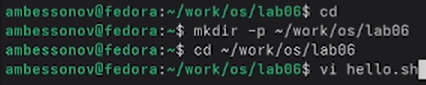 ambessonov@fedora:~/work/os/lab06$ cd
ambessonov@fedora:~$ mkdir -p ~/work/os/lab06
ambessonov@fedora:~$ cd ~/work/os/lab06
ambessonov@fedora:~/work/os/lab06$ vi hello.sh